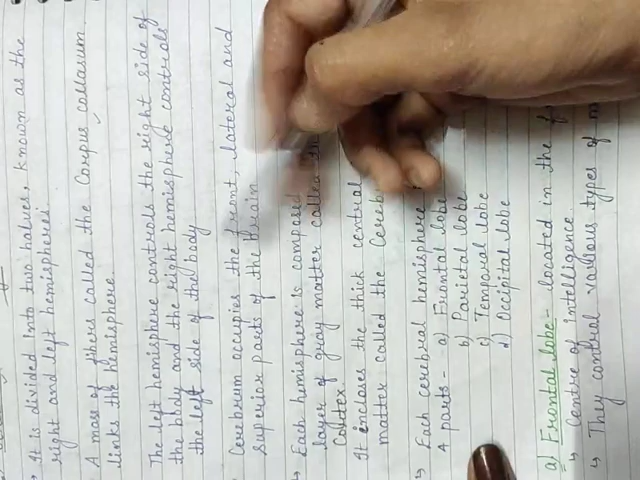 It is divided into two halves, known as the
right and left hemispheres.
A mass of fibers called the Corpus collasum
links the hemisphere.
The left hemisphere controls the right side of
the body and the right hemisphere controls
the left side of the body
Cerebrum occupies the front, lateral and
superior parts of the brain
Each hemisphere is composed
layer of gray matter called
Cortex.
It encloses the thick central
matter called the
Each cerebral hemisphere
4 parts - a) Frontal lobe
b) Parietal lobe
c) Temporal lobe
d) Occipital lobe
a) Frontal lobe - located in the
Centre of intelligence.
They control various types of